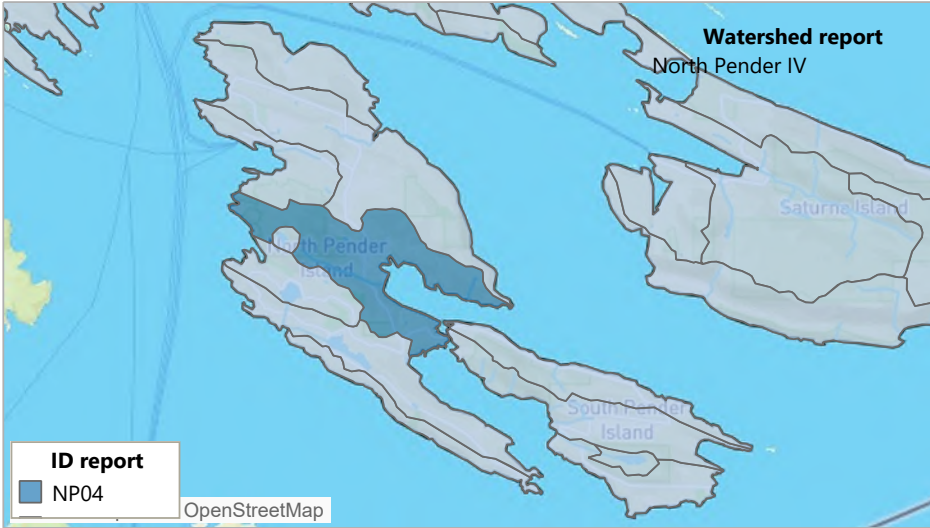 Watershed report
North Pender IV
Saturna Island
North Pender
Island
South Pender
Island
ID report
NP04
OpenStreetMap